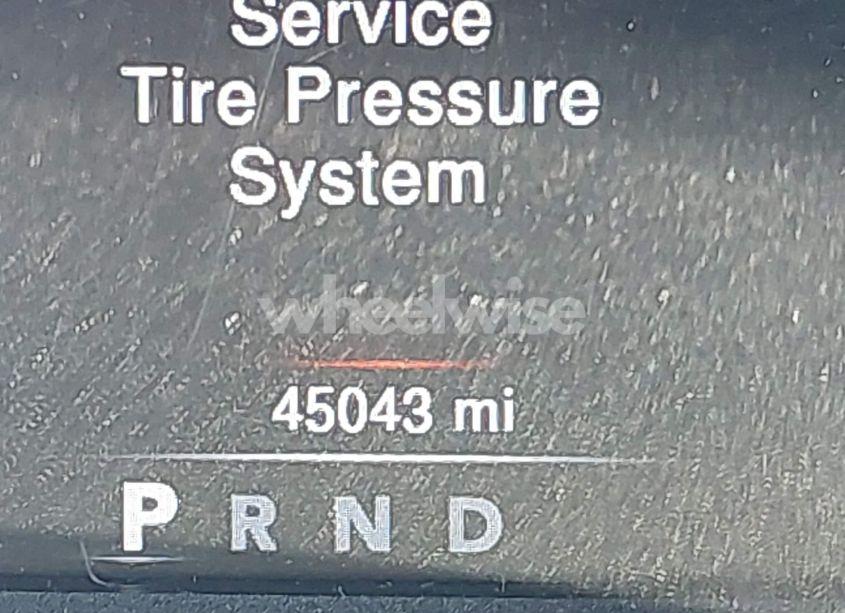 Service
Tire Pressure
System
wheelwise
45043 mi
P R N D